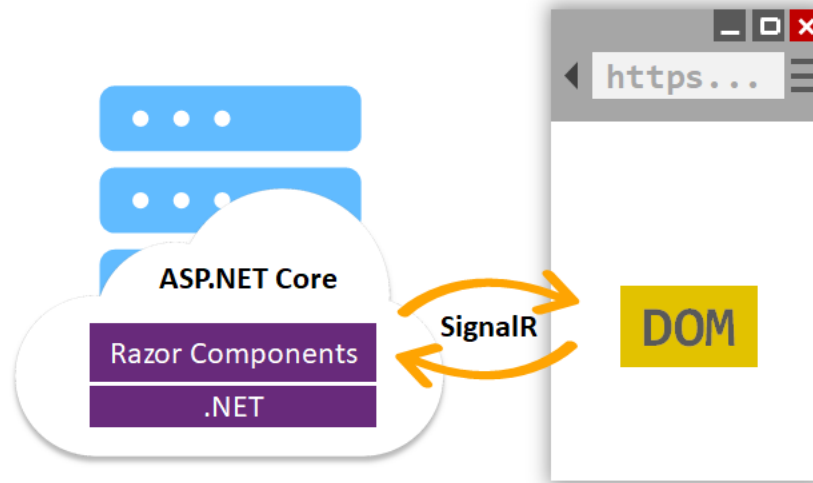 https...
ASP.NET Core
Razor Components
.NET
SignalR
DOM